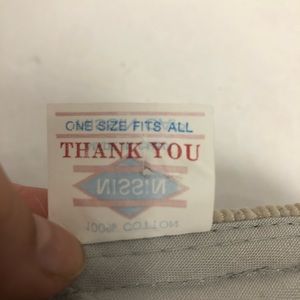 ONE SIZE FITS ALL
THANK YOU
NISSIN
100% COTTON